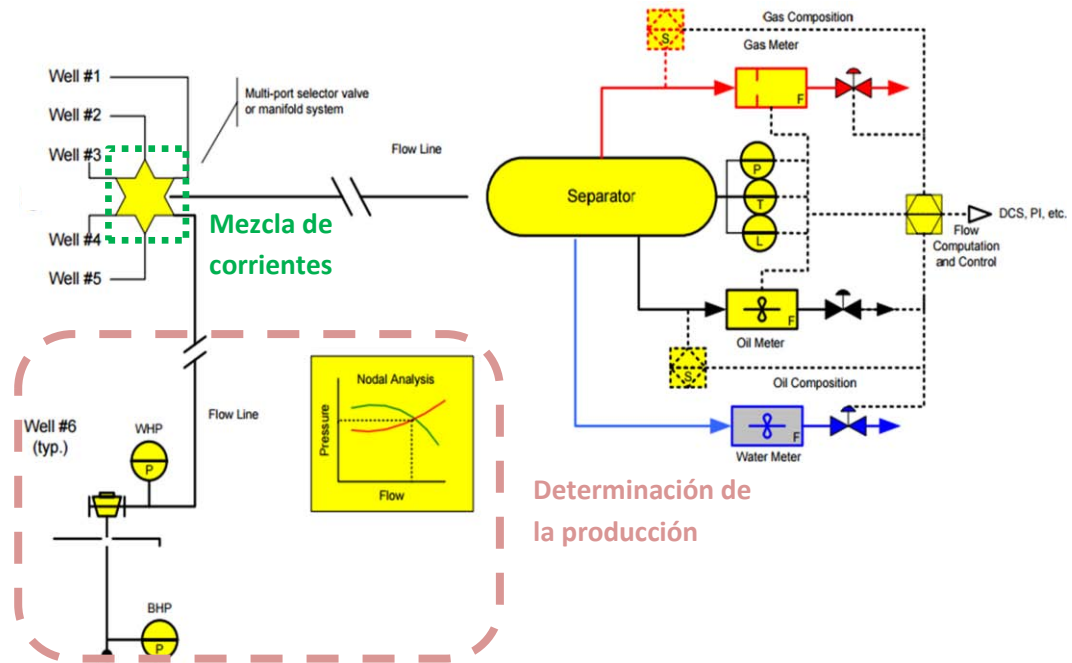 Gas Composition
S
Gas Meter
F
Well #1
Well #2
Well #3
Well #4
Well #5
Multi-port selector valve
or manifold system
Flow Line
Mezcla de
corrientes
Separator
P
T
L
DCS, PI, etc.
Flow
Computation
and Control
F
Oil Meter
S
Oil Composition
F
Water Meter
Nodal Analysis
Pressure
Flow
Flow Line
Well #6
(typ.)
WHP
P
BHP
P
Determinación de
la producción